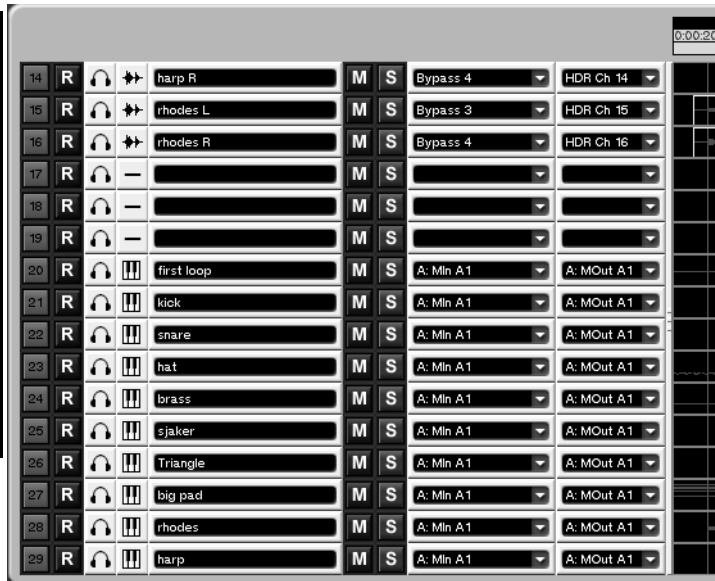 0:00:20
14 R harp R M S Bypass 4 HDR Ch 14
15 R rhodes L M S Bypass 3 HDR Ch 15
16 R rhodes R M S Bypass 4 HDR Ch 16
17 R M S
18 R M S
19 R M S
20 R first loop M S A: MIn A1 A: MOut A1
21 R kick M S A: MIn A1 A: MOut A1
22 R snare M S A: MIn A1 A: MOut A1
23 R hat M S A: MIn A1 A: MOut A1
24 R brass M S A: MIn A1 A: MOut A1
25 R sjaker M S A: MIn A1 A: MOut A1
26 R Triangle M S A: MIn A1 A: MOut A1
27 R big pad M S A: MIn A1 A: MOut A1
28 R rhodes M S A: MIn A1 A: MOut A1
29 R harp M S A: MIn A1 A: MOut A1